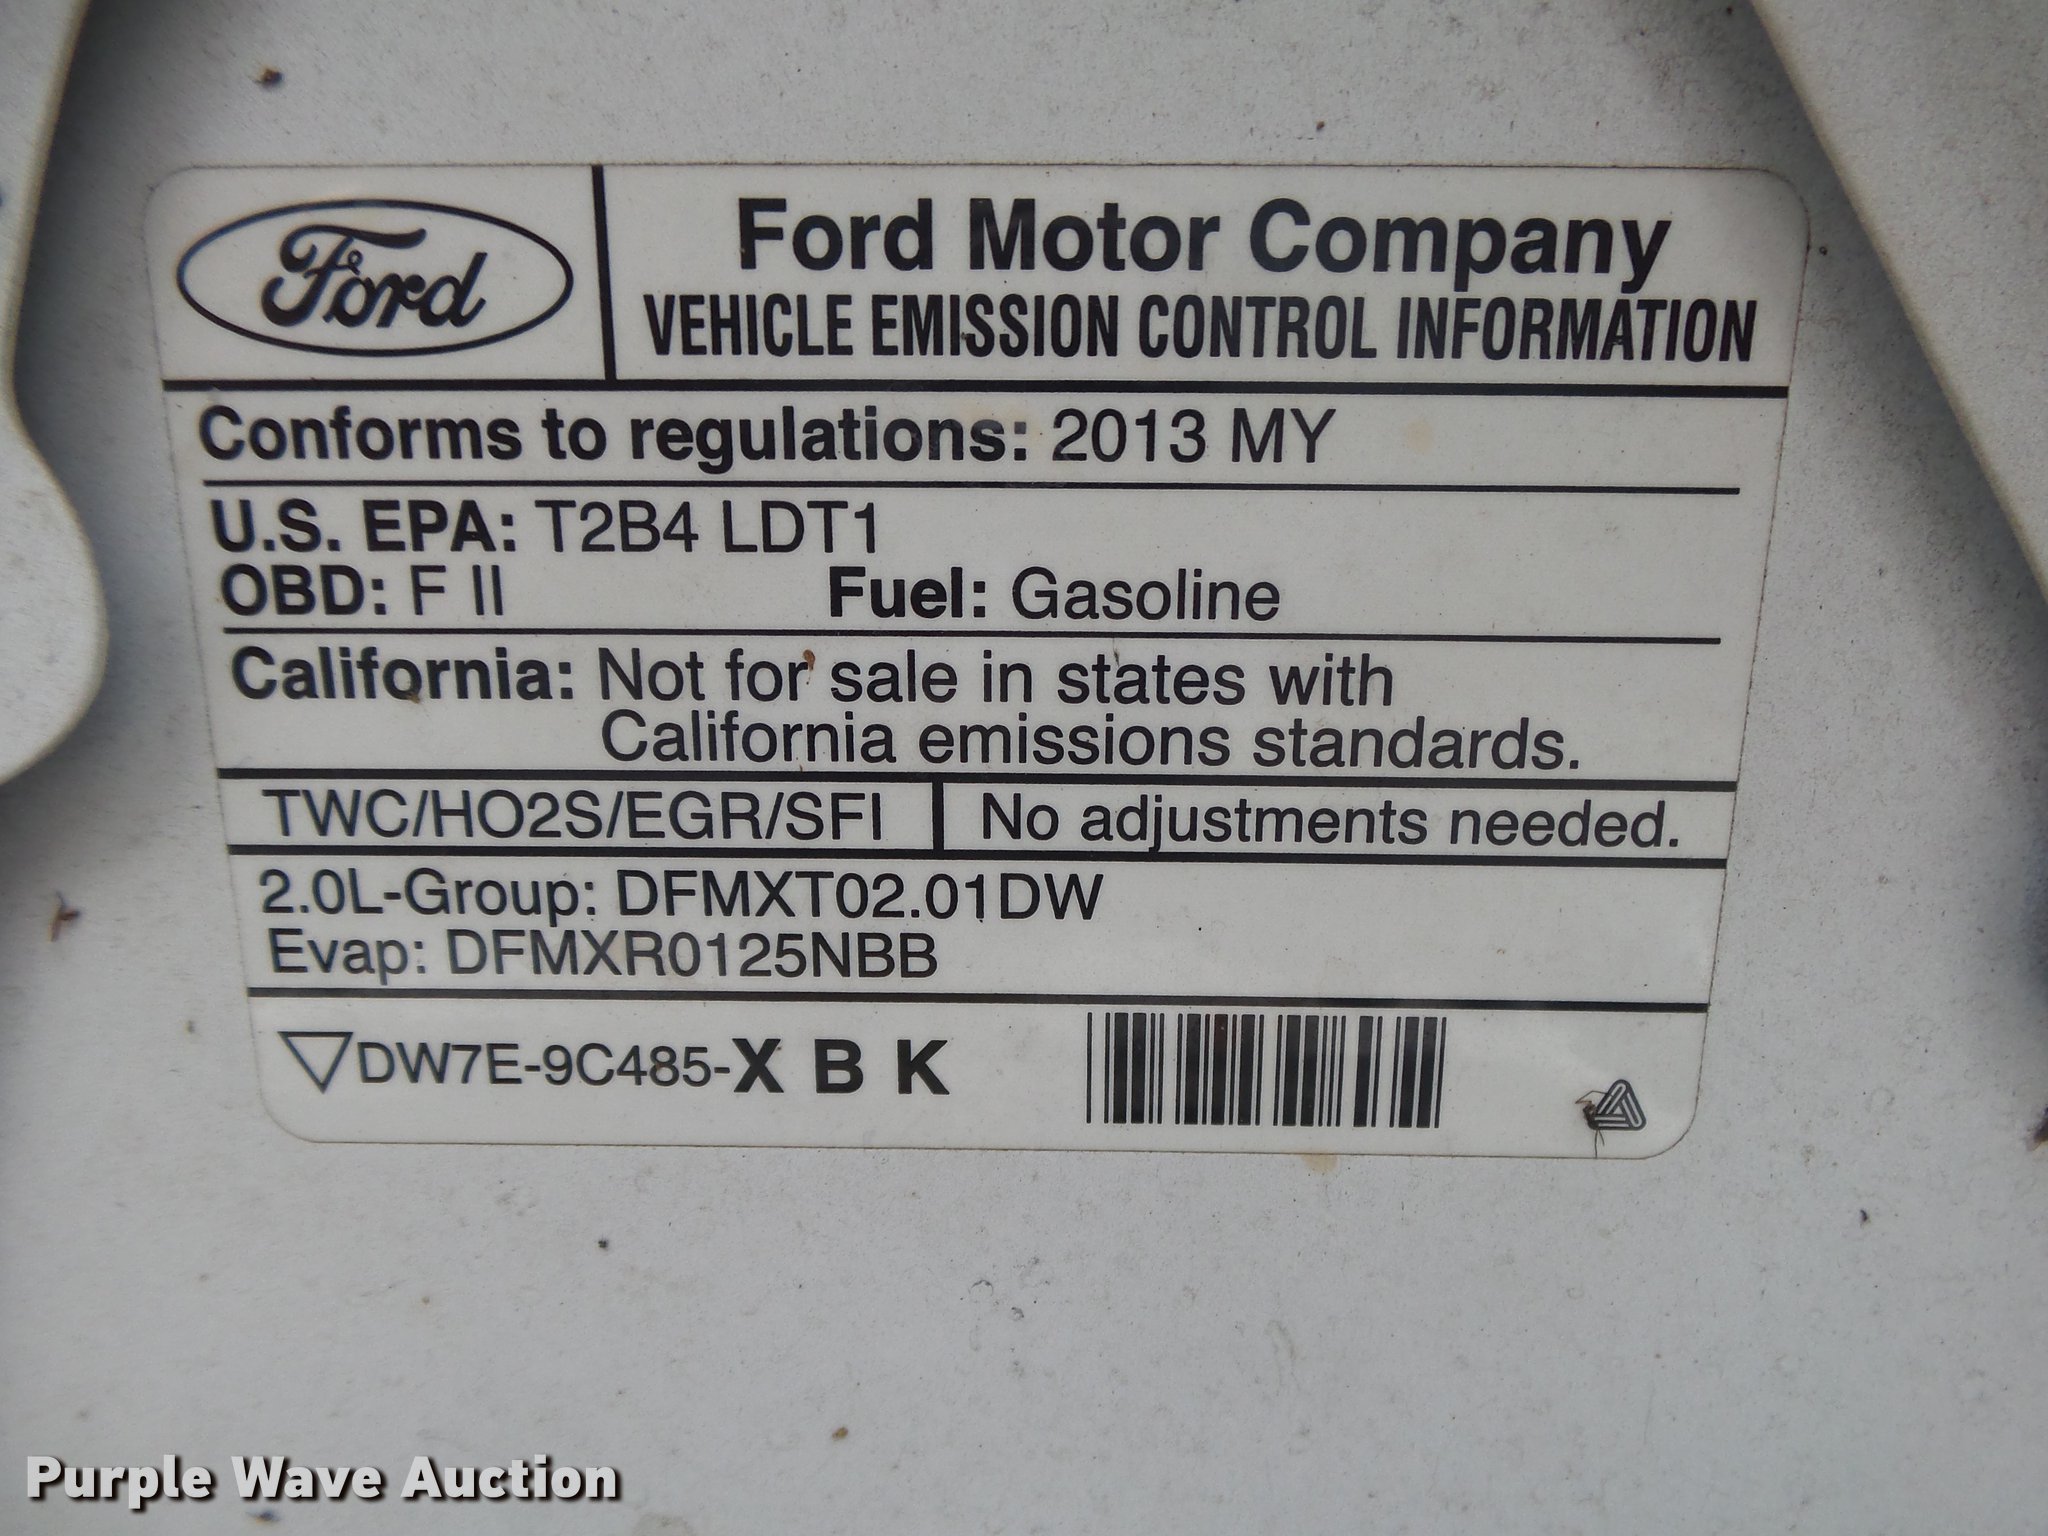 Ford
Ford Motor Company
VEHICLE EMISSION CONTROL INFORMATION
Conforms to regulations: 2013 MY
U.S. EPA: T2B4 LDT1
OBD: F II Fuel: Gasoline
California: Not for sale in states with
California emissions standards.
TWC/HO2S/EGR/SFI No adjustments needed.
2.0L-Group: DFMXT02.01DW
Evap: DFMXR0125NBB
DW7E-9C485-X B K
Purple Wave Auction